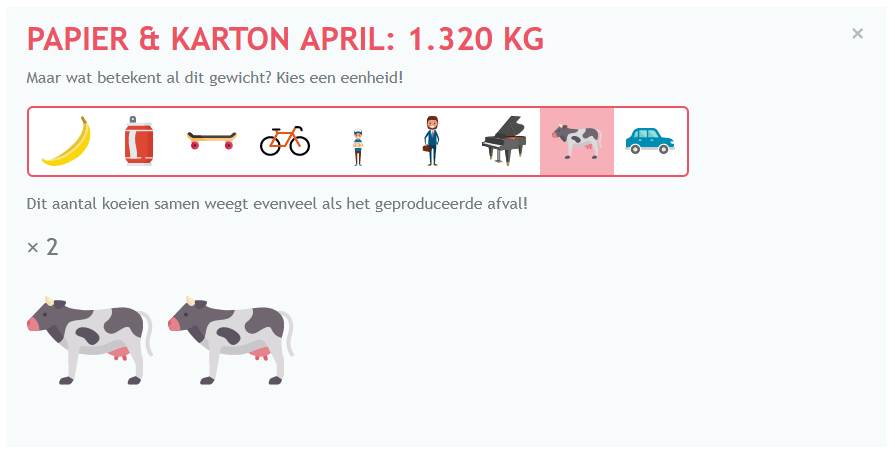 PAPIER & KARTON APRIL: 1.320 KG
×
Maar wat betekent al dit gewicht? Kies een eenheid!
Dit aantal koeien samen weegt evenveel als het geproduceerde afval!
× 2